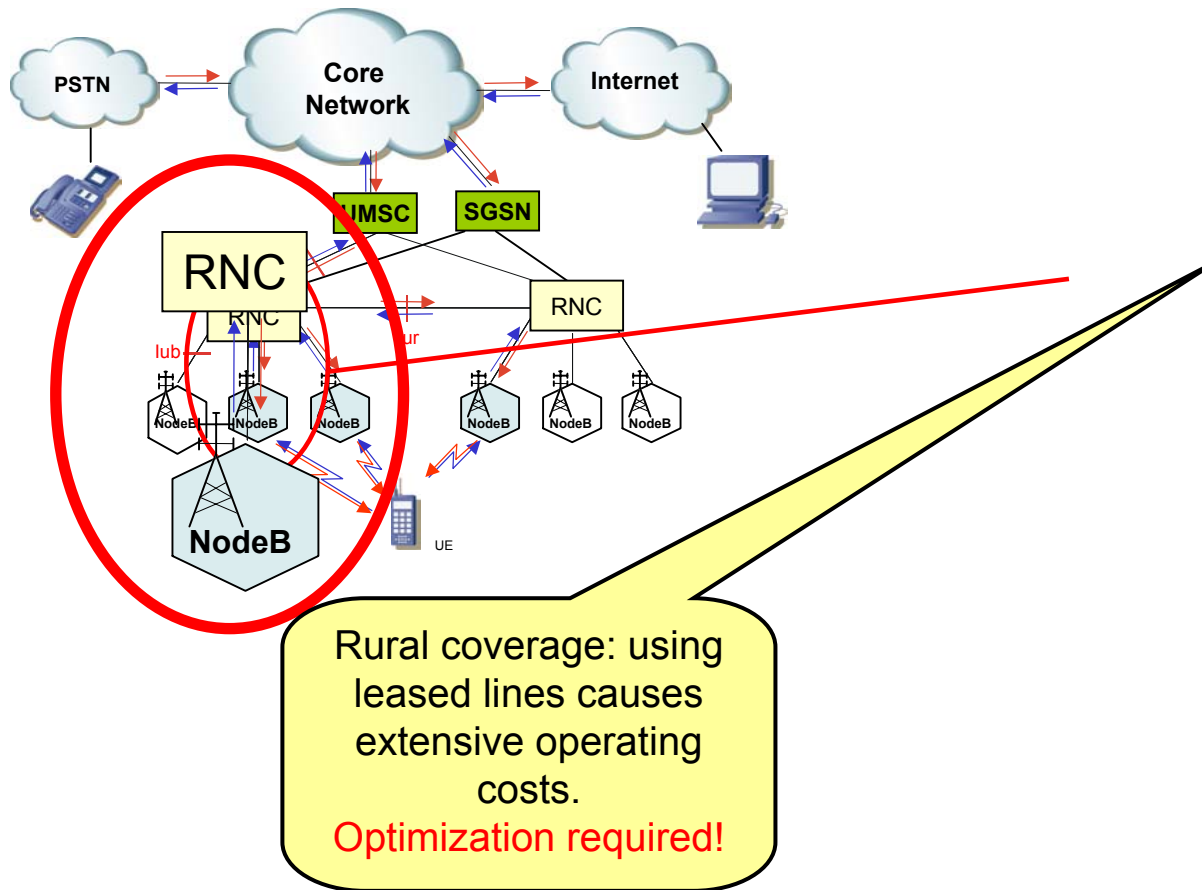 PSTN
Core
Network
Internet
UMSC
SGSN
RNC
RNC
RNC
Iub
ur
NodeB
NodeB
NodeB
NodeB
NodeB
NodeB
NodeB
UE
Rural coverage: using
leased lines causes
extensive operating
costs.
Optimization required!